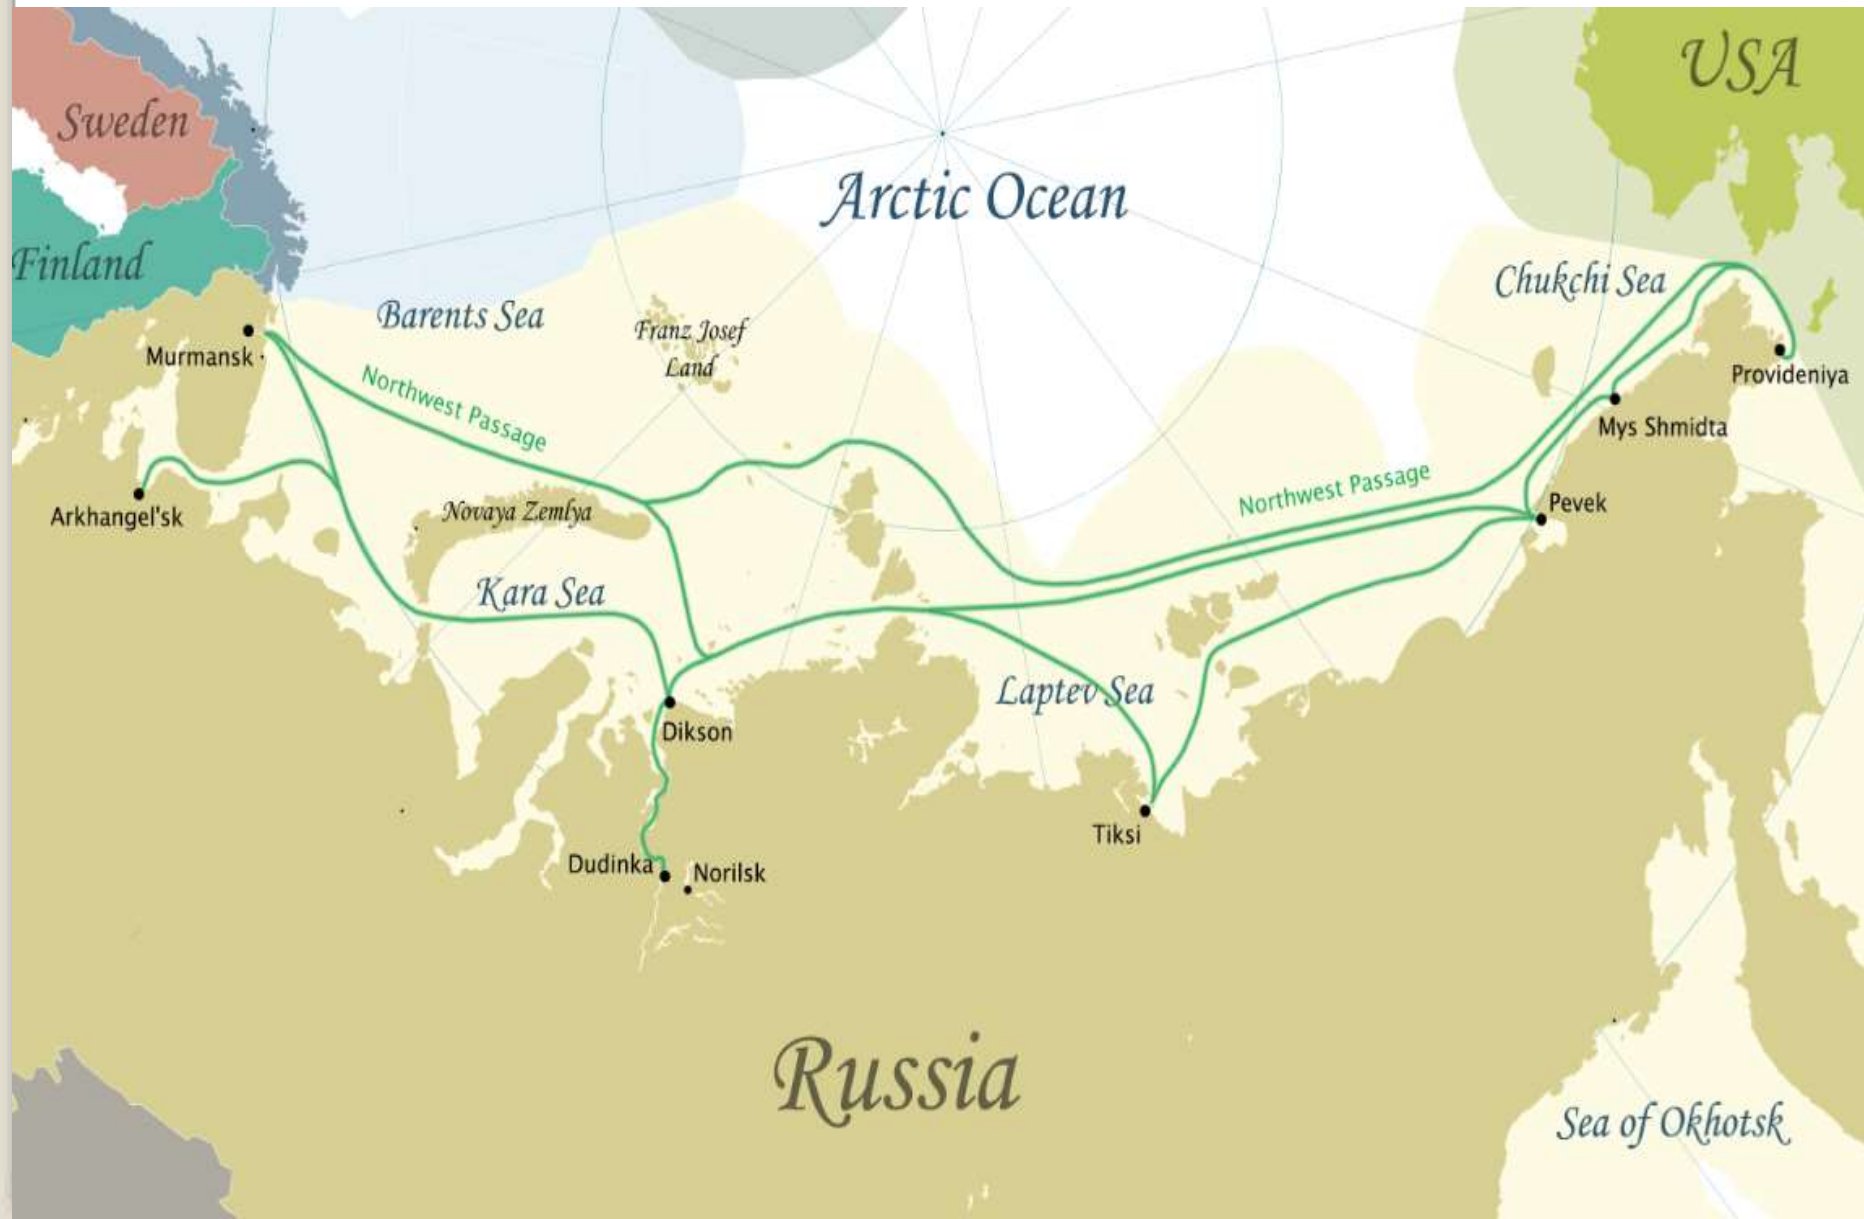 USA
Sweden
Arctic Ocean
Finland
Chukchi Sea
Barents Sea
Franz Josef
Land
Murmansk
Provideniya
Northwest Passage
Mys Shmidta
Northwest Passage
Pevek
Arkhangel'sk
Novaya Zemlya
Kara Sea
Laptev Sea
Dikson
Tiksi
Dudinka
Norilsk
Russia
Sea of Okhotsk